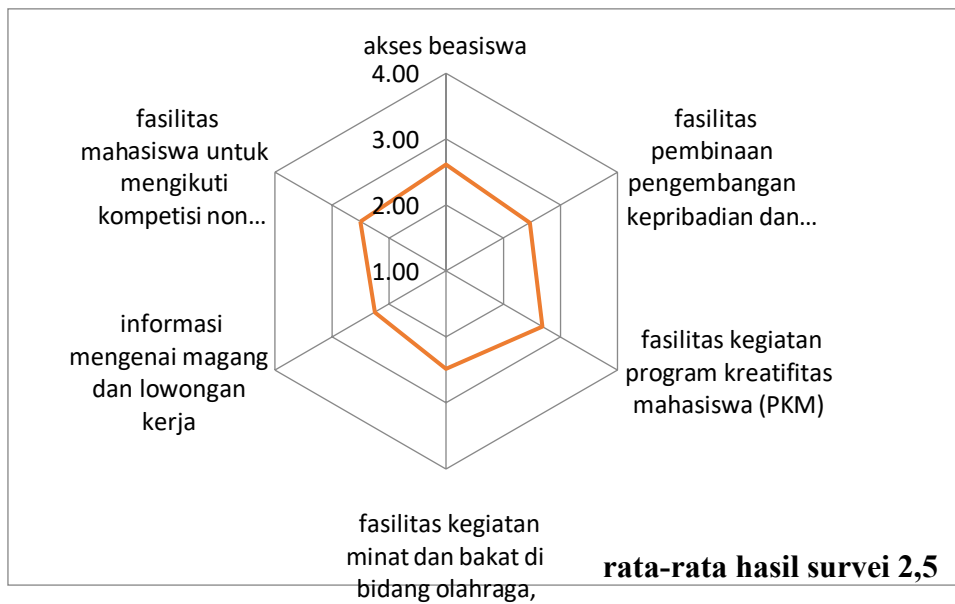 akses beasiswa
4.00
3.00
2.00
1.00
fasilitas
pembinaan
pengembangan
kepribadian dan...
fasilitas kegiatan
program kreatifitas
mahasiswa (PKM)
fasilitas kegiatan
minat dan bakat di
bidang olahraga,
informasi
mengenai magang
dan lowongan
kerja
fasilitas
mahasiswa untuk
mengikuti
kompetisi non...
rata-rata hasil survei 2,5